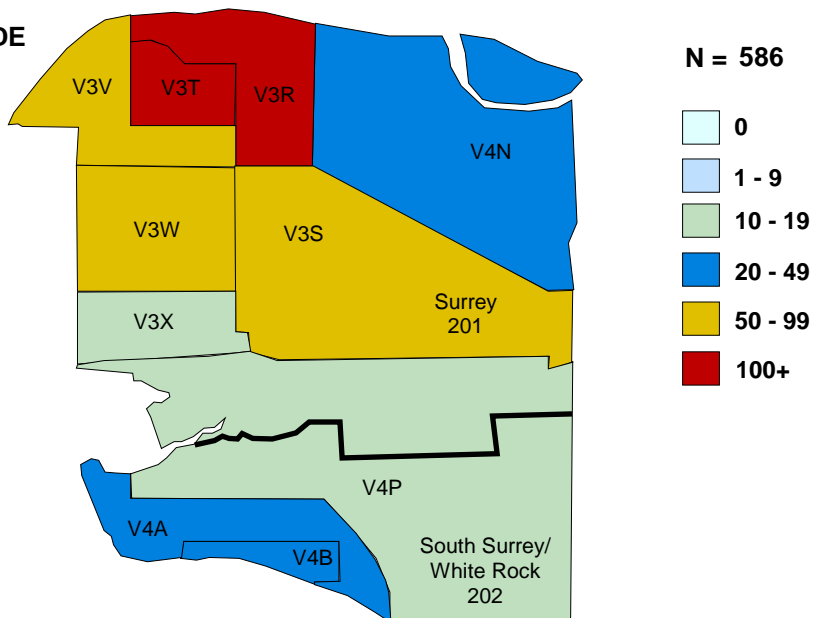 DE
N = 586
0
1 - 9
10 - 19
20 - 49
50 - 99
100+
V3V
V3T
V3R
V4N
V3W
V3S
V3X
Surrey
201
V4P
V4A
V4B
South Surrey/
White Rock
202